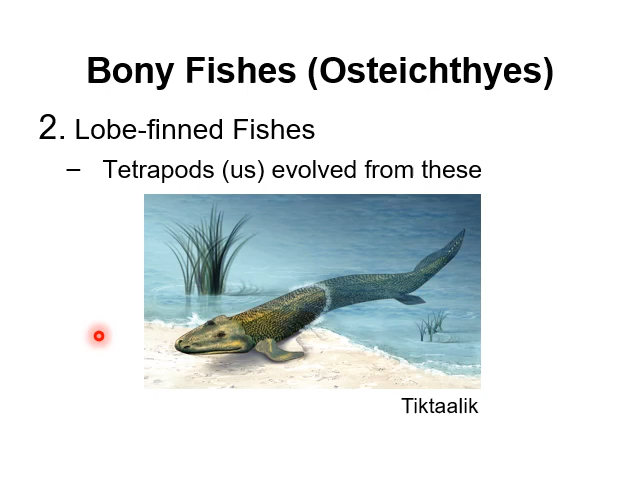 Bony Fishes (Osteichthyes)
2. Lobe-finned Fishes
– Tetrapods (us) evolved from these
Tiktaalik